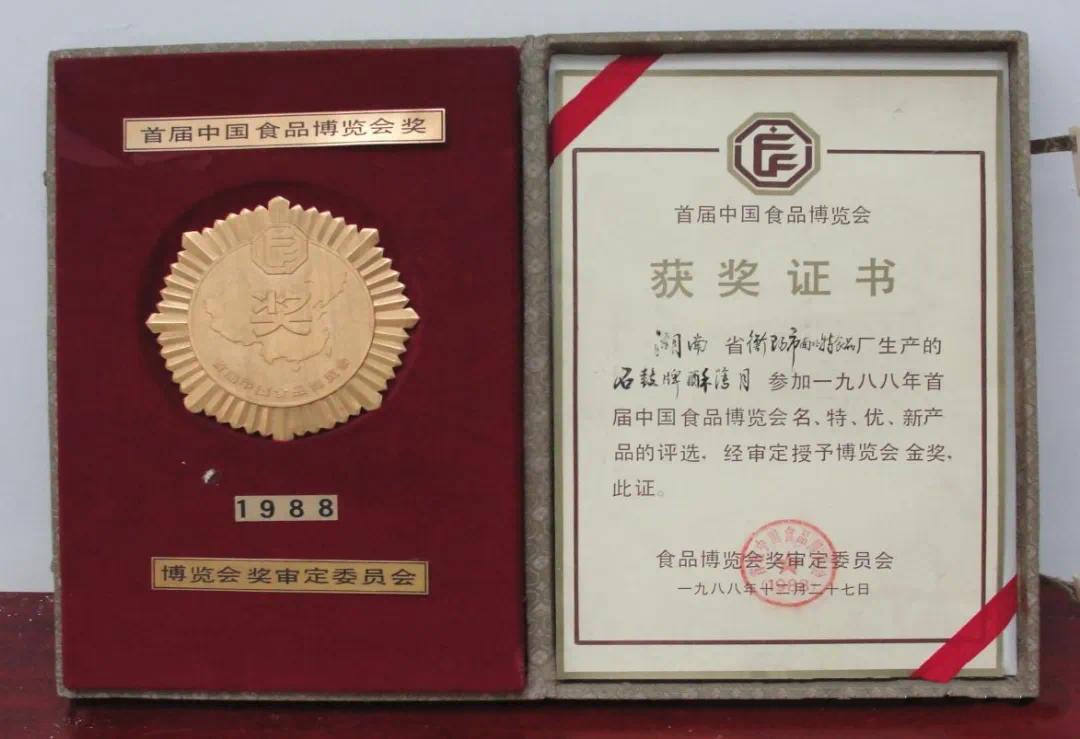 首届中国食品博览会奖
奖
1988
博览会奖审定委员会
首届中国食品博览会
获奖证书
湖南省衡阳市南北特食品厂生产的
石鼓牌酥薄月参加一九八八年首
届中国食品博览会名、特、优、新产
品的评选，经审定授予博览会金奖，
此证。
食品博览会奖审定委员会
一九八八年十二月二十七日
1988